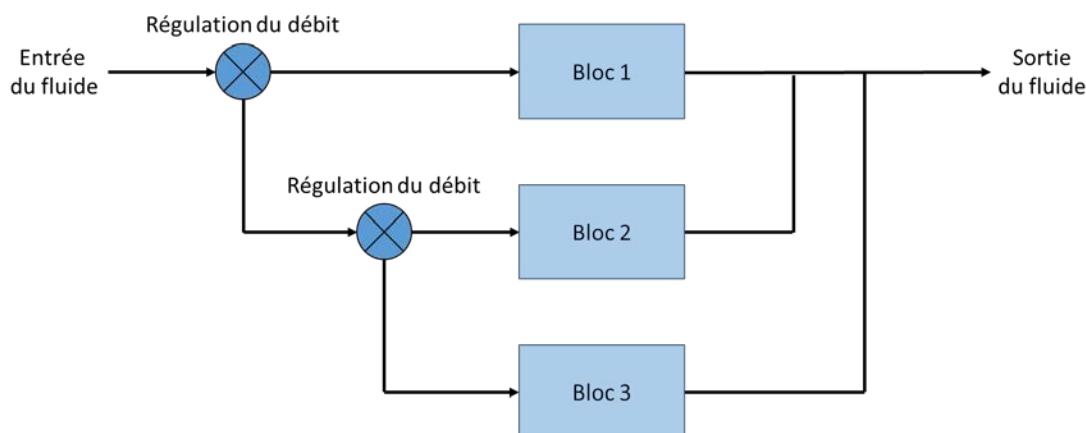 Régulation du débit
Entrée
du fluide
Bloc 1
Sortie
du fluide
Régulation du débit
Bloc 2
Bloc 3